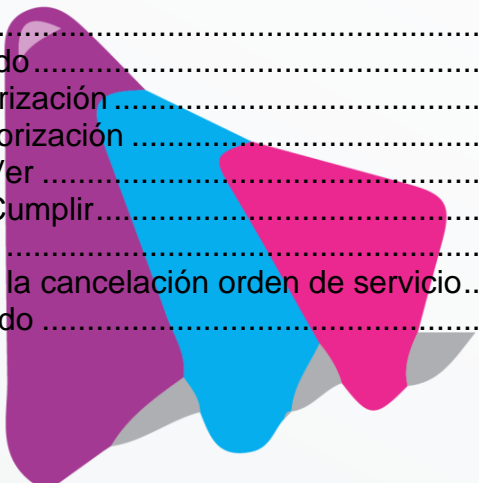 ................................................
do................................................
rización ................................................
orización ................................................
Ver ................................................
Cumplir................................................
................................................
la cancelación orden de servicio..
do ................................................